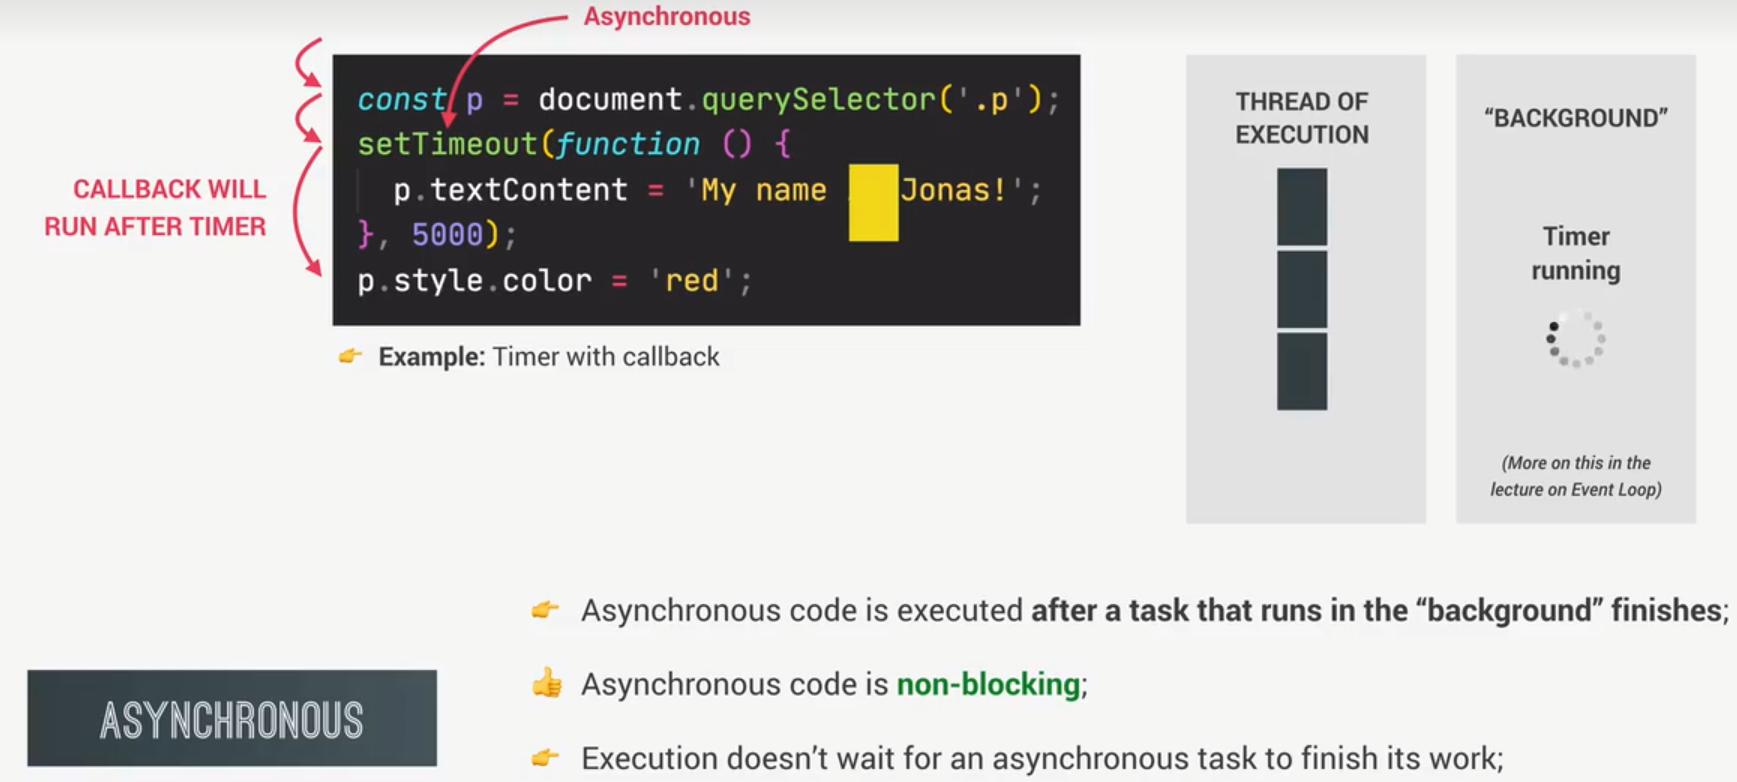 Asynchronous
const p = document.querySelector('.p');
setTimeout(function () {
p.textContent = 'My name Jonas!';
}, 5000);
p.style.color = 'red';
CALLBACK WILL
RUN AFTER TIMER
👉 Example: Timer with callback
THREAD OF
EXECUTION
“BACKGROUND”
Timer
running
(More on this in the
lecture on Event Loop)
ASYNCHRONOUS
👉 Asynchronous code is executed after a task that runs in the “background” finishes;
👍 Asynchronous code is non-blocking;
👉 Execution doesn’t wait for an asynchronous task to finish its work;